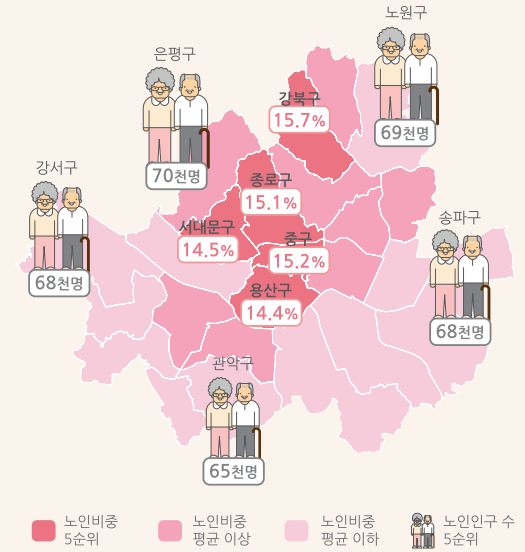 노원구
69천명
은평구
70천명
강북구
15.7%
강서구
68천명
종로구
15.1%
서대문구
14.5%
중구
15.2%
송파구
68천명
용산구
14.4%
관악구
65천명
노인비중
5순위
노인비중
평균 이상
노인비중
평균 이하
노인인구 수
5순위